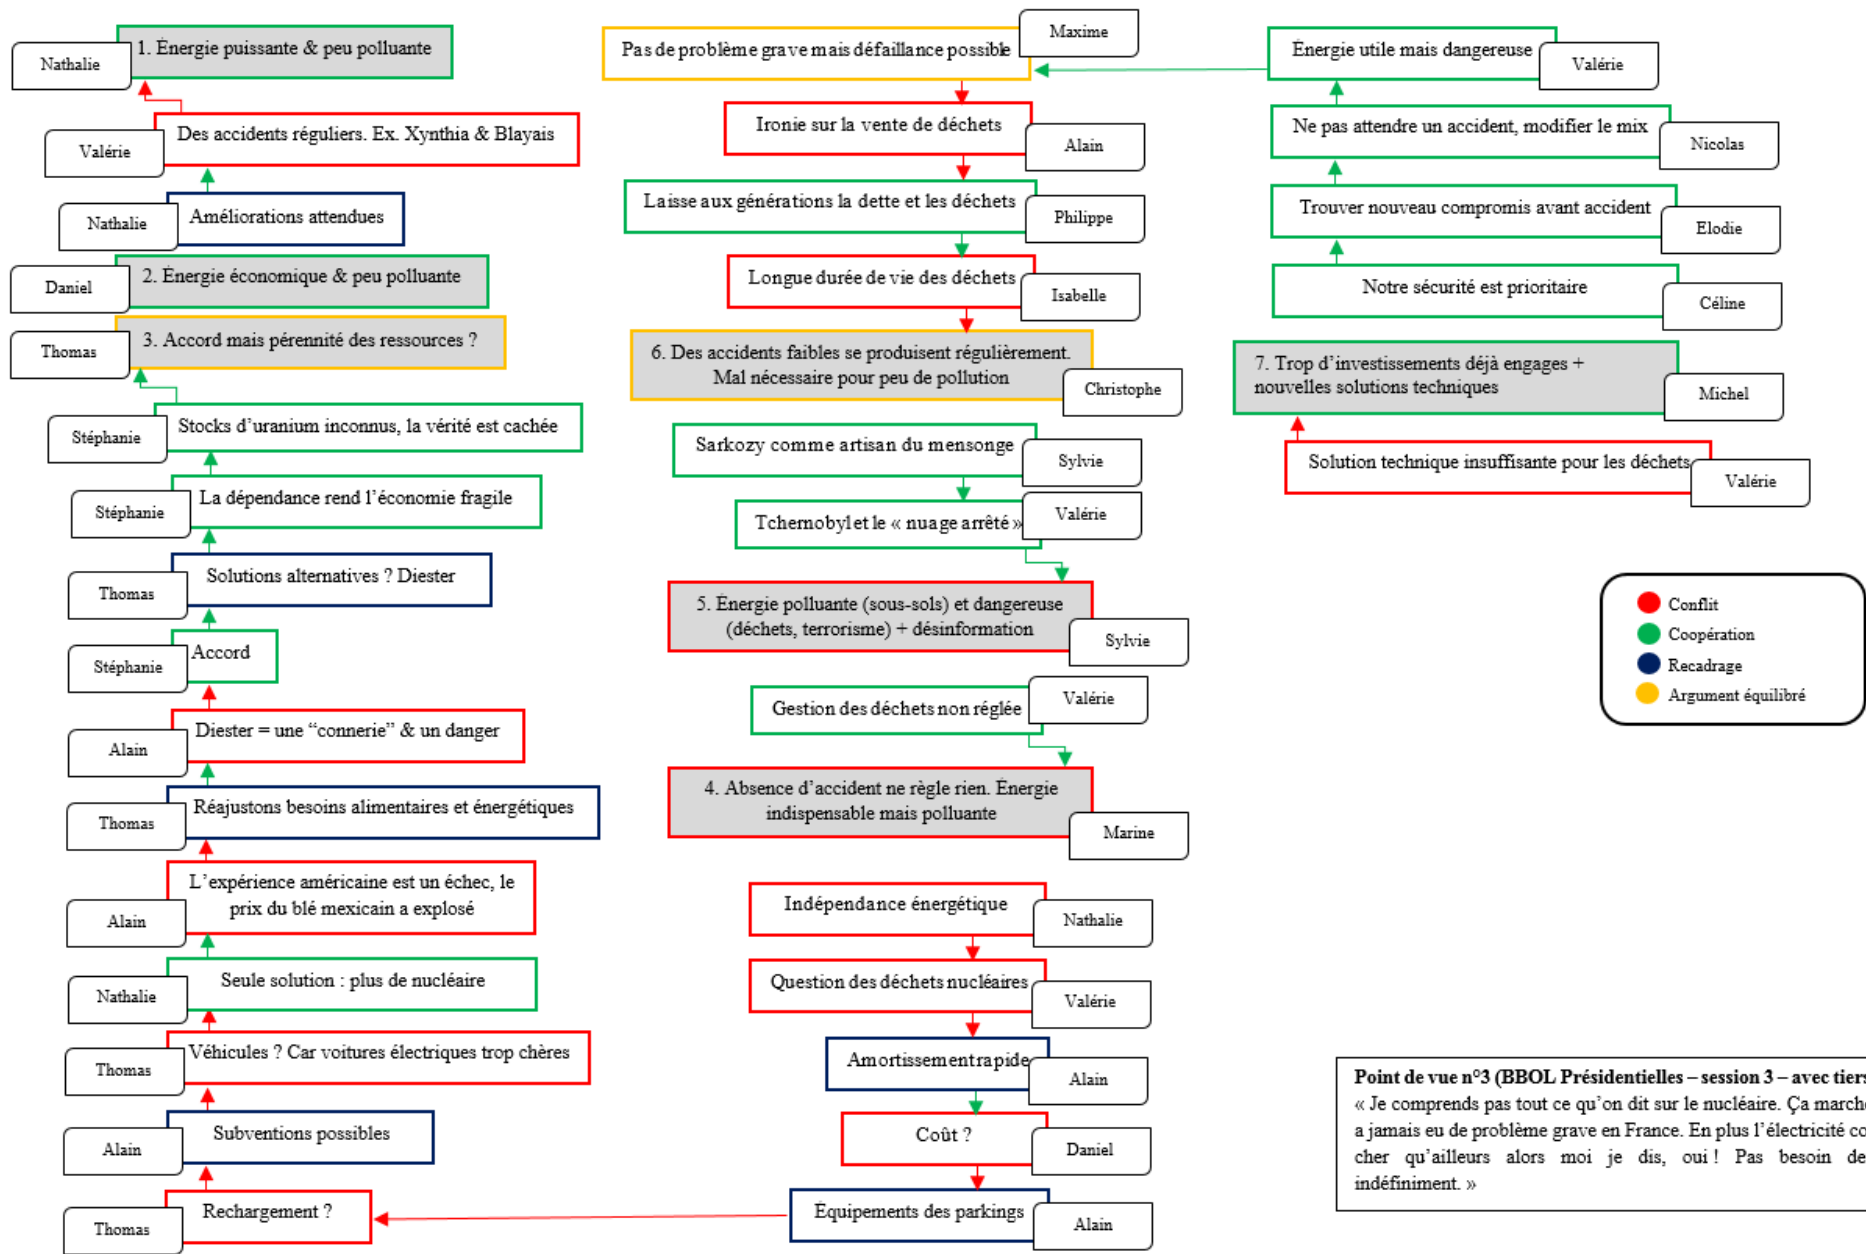 1. Énergie puissante & peu polluante
Nathalie
Des accidents réguliers. Ex. Xynthia & Blayais
Valérie
Améliorations attendues
Nathalie
2. Énergie économique & peu polluante
Daniel
3. Accord mais pérennité des ressources ?
Thomas
Stocks d’uranium inconnus, la vérité est cachée
Stéphanie
La dépendance rend l’économie fragile
Stéphanie
Solutions alternatives ? Diester
Thomas
Accord
Stéphanie
Diester = une “connerie” & un danger
Alain
Réajustons besoins alimentaires et énergétiques
Thomas
L’expérience américaine est un échec, le
prix du blé mexicain a explosé
Alain
Seule solution : plus de nucléaire
Nathalie
Véhicules ? Car voitures électriques trop chères
Thomas
Subventions possibles
Alain
Rechargement ?
Thomas
Maxime
Pas de problème grave mais défaillance possible
Ironie sur la vente de déchets
Alain
Laisse aux générations la dette et les déchets
Philippe
Longue durée de vie des déchets
Isabelle
6. Des accidents faibles se produisent régulièrement.
Mal nécessaire pour peu de pollution
Christophe
Sarkozy comme artisan du mensonge
Sylvie
Tchernobyl et le « nuage arrêté »
Valérie
5. Énergie polluante (sous-sols) et dangereuse
(déchets, terrorisme) + désinformation
Sylvie
Gestion des déchets non réglée
Valérie
4. Absence d’accident ne règle rien. Énergie
indispensable mais polluante
Marine
Indépendance énergétique
Nathalie
Question des déchets nucléaires
Valérie
Amortissement rapide
Alain
Coût ?
Daniel
Équipements des parkings
Alain
Énergie utile mais dangereuse
Valérie
Ne pas attendre un accident, modifier le mix
Nicolas
Trouver nouveau compromis avant accident
Elodie
Notre sécurité est prioritaire
Céline
7. Trop d’investissements déjà engages +
nouvelles solutions techniques
Michel
Solution technique insuffisante pour les déchets
Valérie
Conflit
Coopération
Recadrage
Argument équilibré
Point de vue n°3 (BBOL Présidentielles – session 3 – avec tiers
« Je comprends pas tout ce qu’on dit sur le nucléaire. Ça march
a jamais eu de problème grave en France. En plus l’électricité co
cher qu’ailleurs alors moi je dis, oui ! Pas besoin de
indéfiniment. »